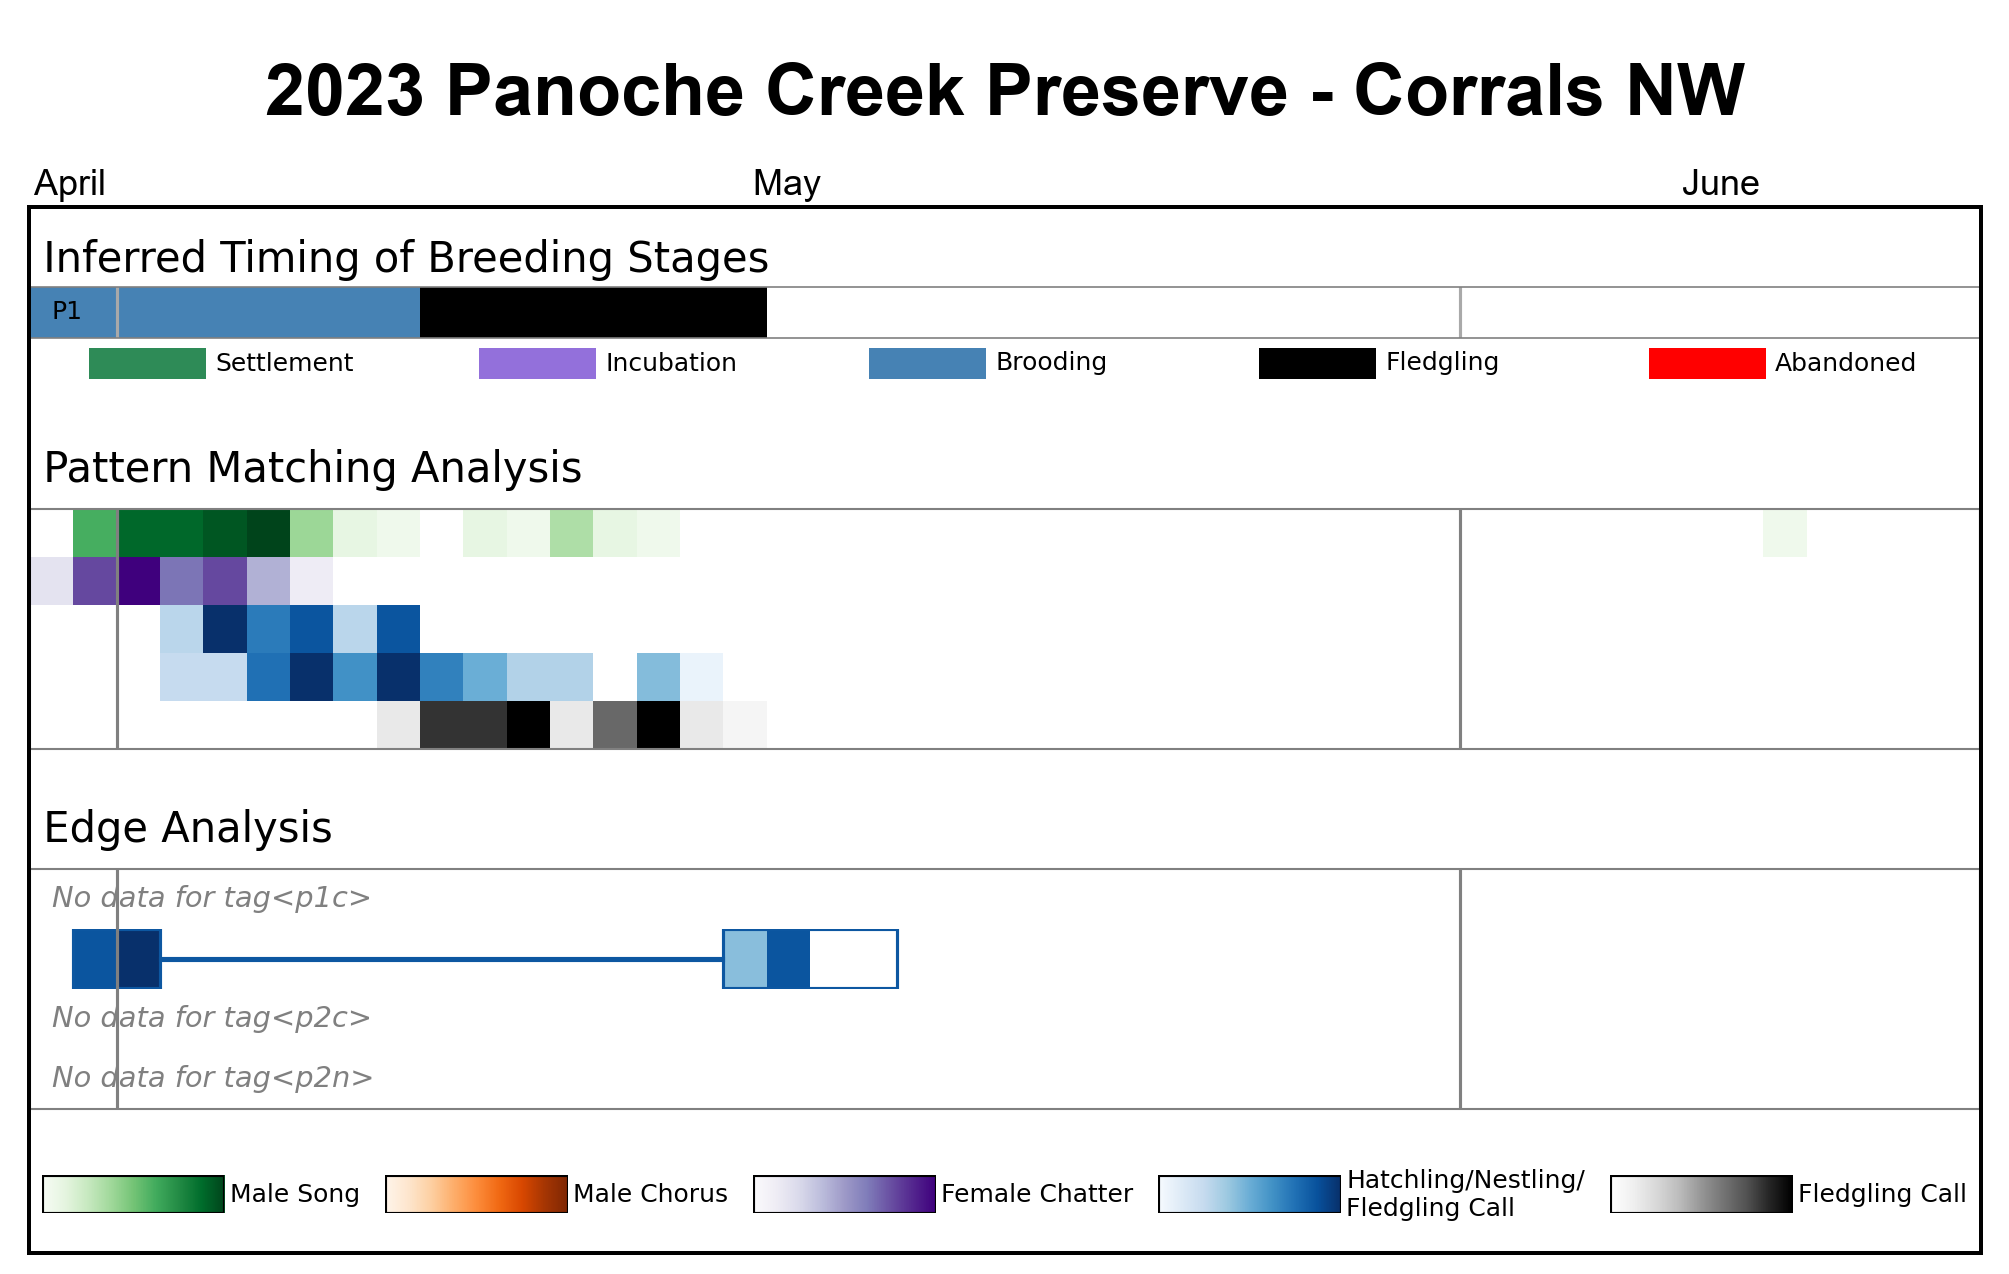 2023 Panoche Creek Preserve - Corrals NW
April May June
Inferred Timing of Breeding Stages
P1
Settlement Incubation Brooding Fledgling Abandoned
Pattern Matching Analysis
Edge Analysis
No data for tag<p1c>
No data for tag<p2c>
No data for tag<p2n>
Male Song Male Chorus Female Chatter Hatchling/Nestling/
Fledgling Call Fledgling Call